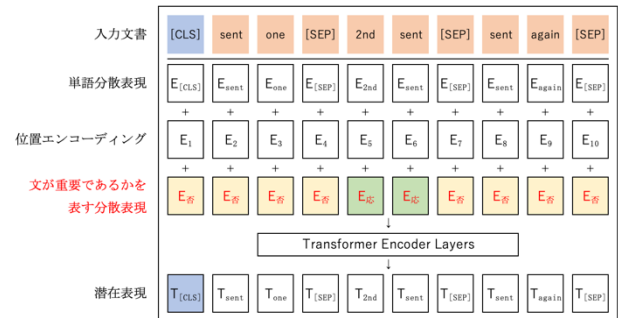 入力文書 [CLS] sent one [SEP] 2nd sent [SEP] sent again [SEP]
単語分散表現 E[CLS] Esent Eone E[SEP] E2nd Esent E[SEP] Esent Eagain E[SEP]
+ + + + + + + + + +
位置エンコーディング E1 E2 E3 E4 E5 E6 E7 E8 E9 E10
+ + + + + + + + + +
文が重要であるかを
表す分散表現 E否 E否 E否 E否 E応 E応 E否 E否 E否 E否
↓
Transformer Encoder Layers
↓
潜在表現 T[CLS] Tsent Tone T[SEP] T2nd Tsent T[SEP] Tsent Tagain T[SEP]